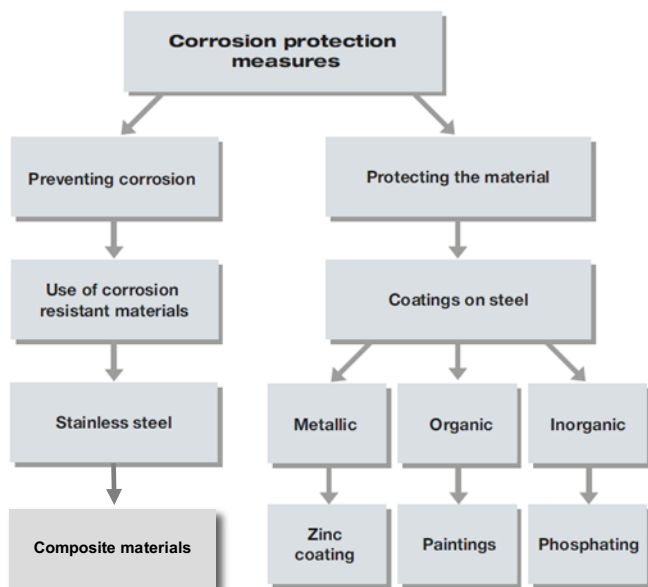 Corrosion protection
measures
Preventing corrosion
Protecting the material
Use of corrosion
resistant materials
Coatings on steel
Stainless steel
Metallic
Organic
Inorganic
Composite materials
Zinc
coating
Paintings
Phosphating